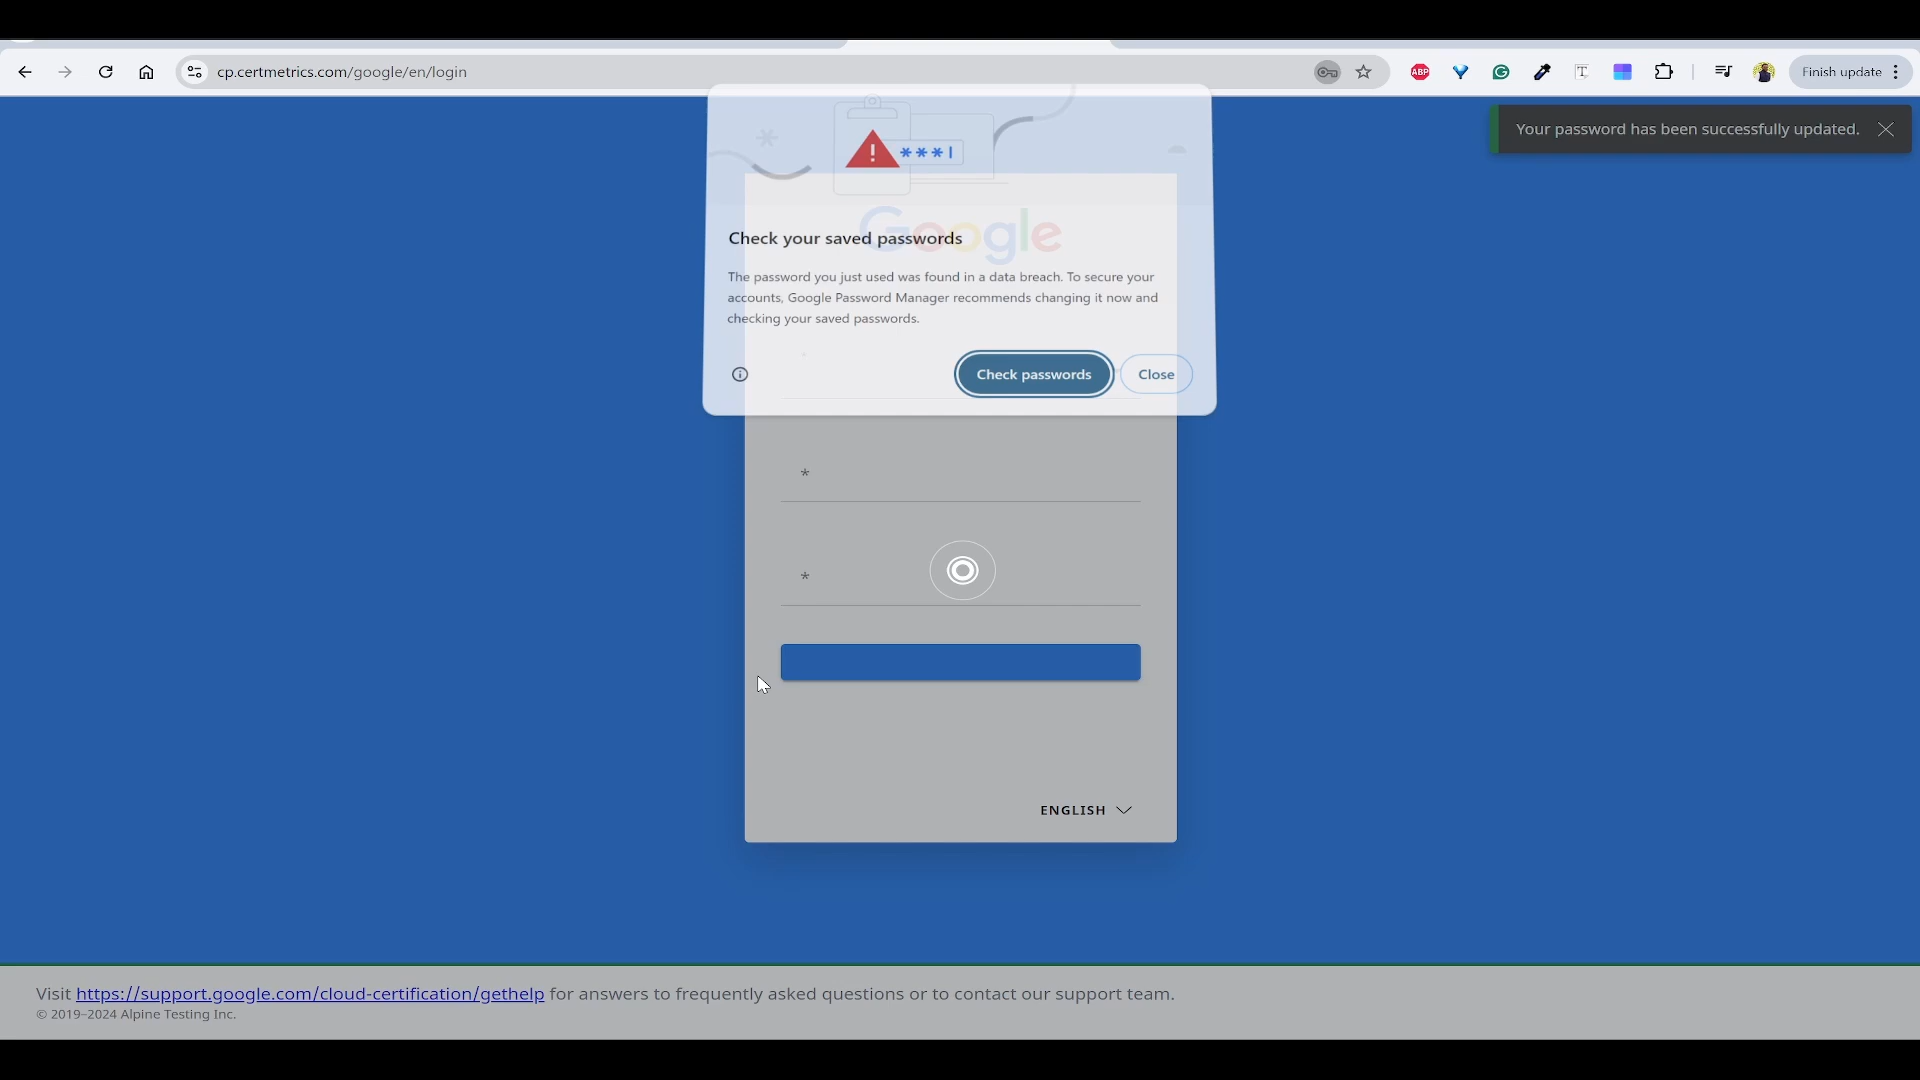 cp.certmetrics.com/google/en/login
ABP
T
Finish update
Your password has been successfully updated.
***|
Google
Check your saved passwords
The password you just used was found in a data breach. To secure your
accounts, Google Password Manager recommends changing it now and
checking your saved passwords.
Check passwords
Close
*
*
ENGLISH
Visit https://support.google.com/cloud-certification/gethelp for answers to frequently asked questions or to contact our support team.
© 2019–2024 Alpine Testing Inc.